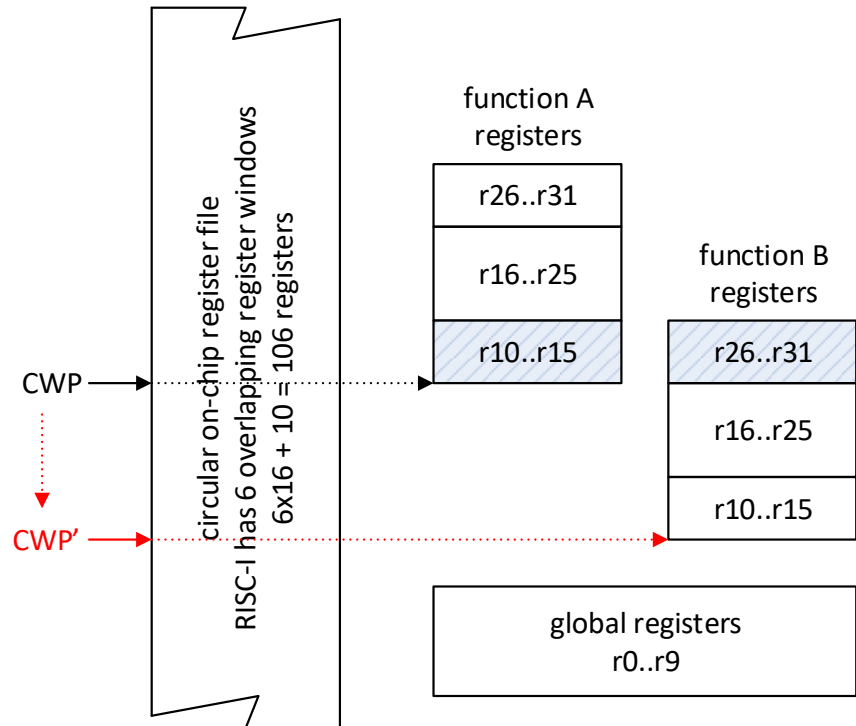 circular on-chip register file
RISC-I has 6 overlapping register windows
6x16 + 10 = 106 registers
CWP
CWP’
function A
registers
r26..r31
r16..r25
r10..r15
function B
registers
r26..r31
r16..r25
r10..r15
global registers
r0..r9